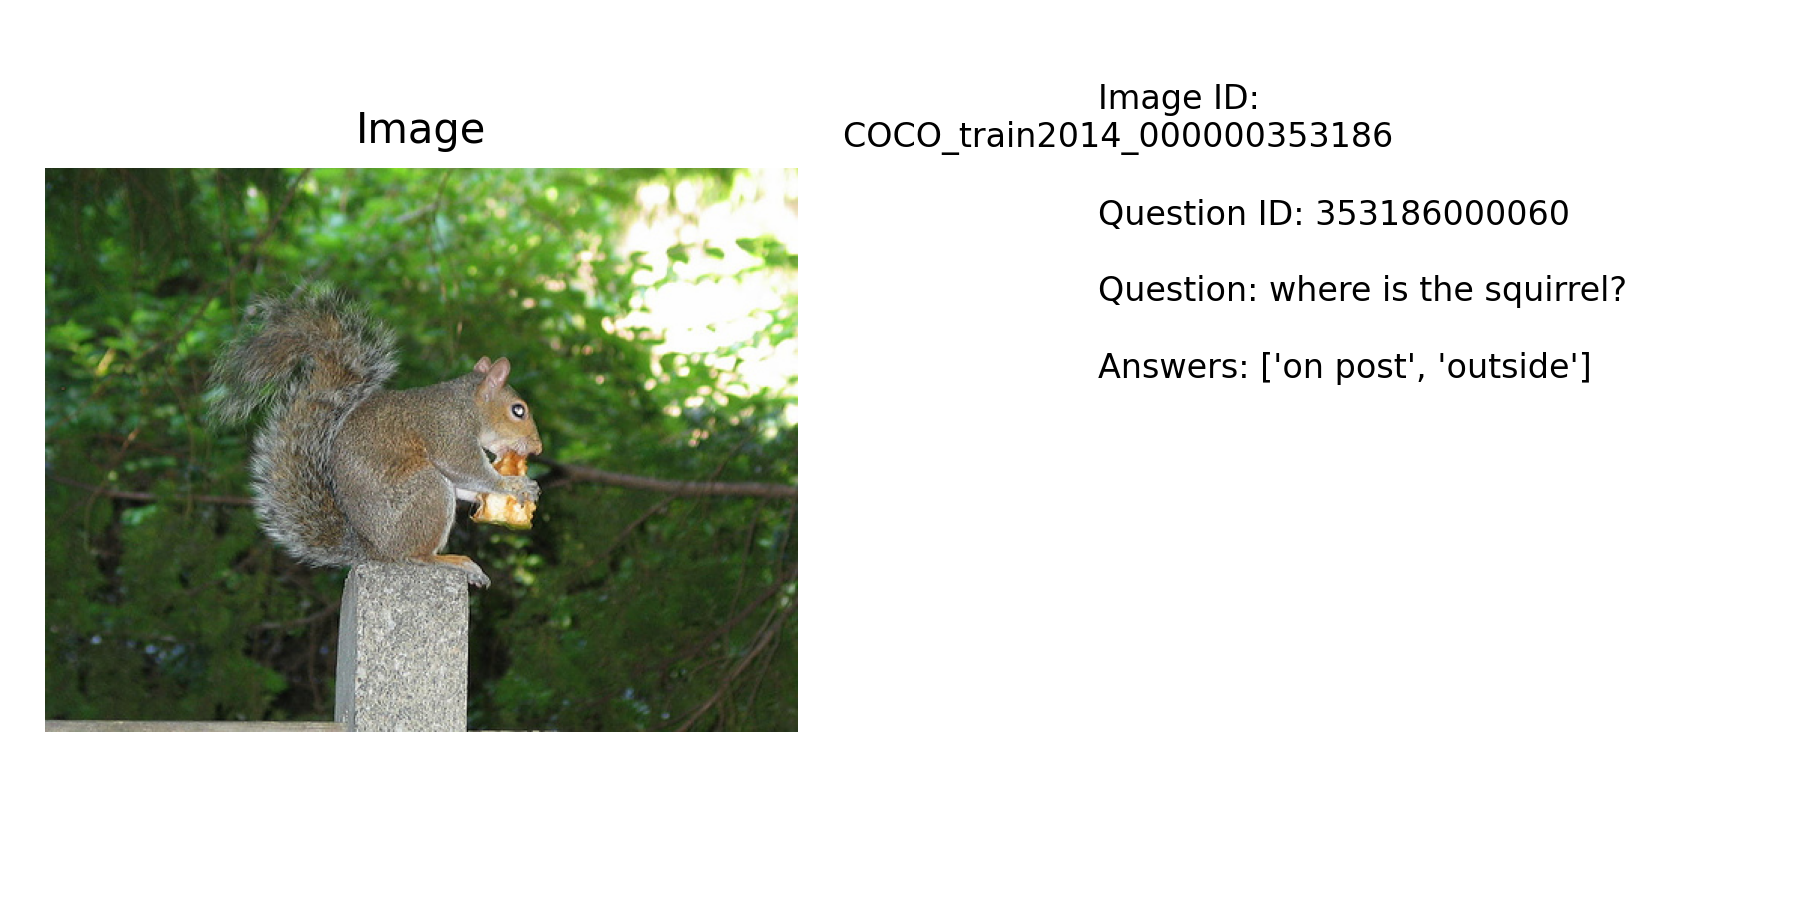 Image
Image ID:
COCO_train2014_000000353186
Question ID: 353186000060
Question: where is the squirrel?
Answers: ['on post', 'outside']